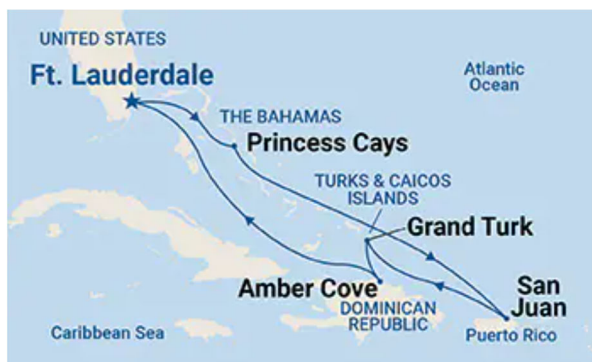 UNITED STATES
Ft. Lauderdale
Atlantic
Ocean
THE BAHAMAS
Princess Cays
TURKS & CAICOS
ISLANDS
Grand Turk
Amber Cove
DOMINICAN
REPUBLIC
San
Juan
Puerto Rico
Caribbean Sea